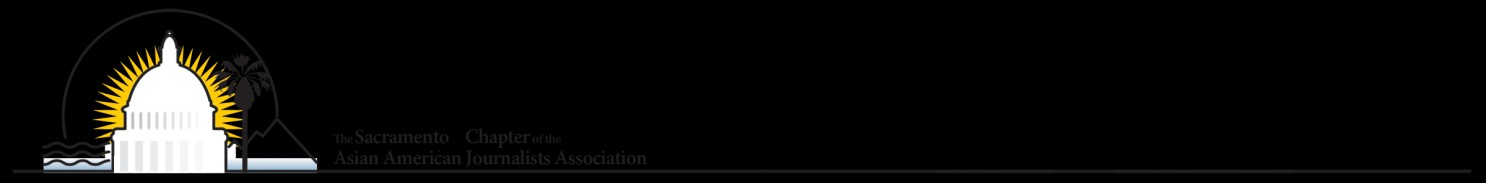 The Sacramento Chapter of the
Asian American Journalists Association